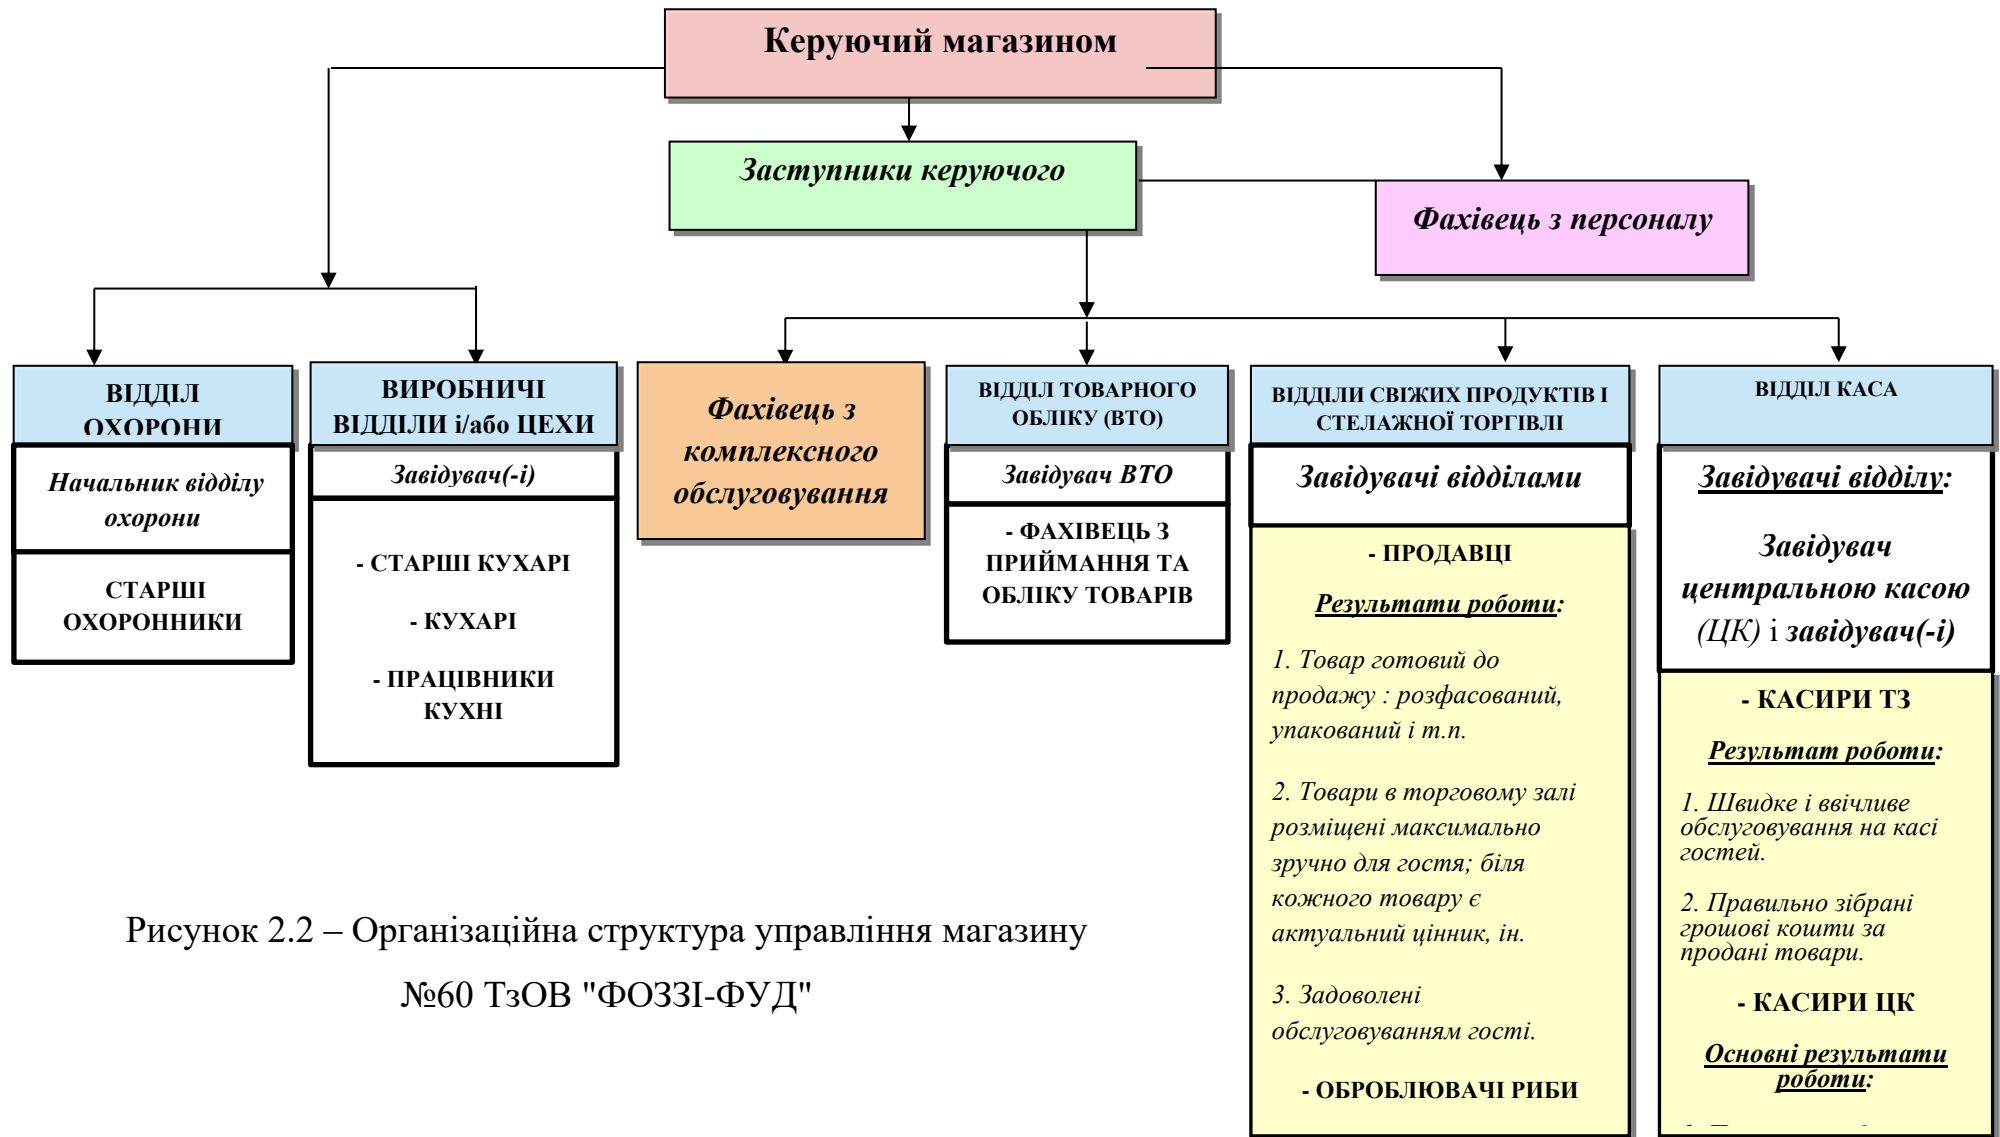 Керуючий магазином
Заступники керуючого
Фахівець з персоналу
ВІДДІЛ
ОХОРОНИ
Начальник відділу
охорони
СТАРШІ
ОХОРОННИКИ
ВИРОБНИЧІ
ВІДДІЛИ і/або ЦЕХИ
Завідувач(-і)
- СТАРШІ КУХАРІ
- КУХАРІ
- ПРАЦІВНИКИ
КУХНІ
Фахівець з
комплексного
обслуговування
ВІДДІЛ ТОВАРНОГО
ОБЛІКУ (ВТО)
Завідувач ВТО
- ФАХІВЕЦЬ З
ПРИЙМАННЯ ТА
ОБЛІКУ ТОВАРІВ
ВІДДІЛИ СВІЖИХ ПРОДУКТІВ І
СТЕЛАЖНОЇ ТОРГІВЛІ
Завідувачі відділами
- ПРОДАВЦІ
Результати роботи:
1. Товар готовий до
продажу : розфасований,
упакований і т.п.
2. Товари в торговому залі
розміщені максимально
зручно для гостя; біля
кожного товару є
актуальний цінник, ін.
3. Задоволені
обслуговуванням гості.
- ОБРОБЛЮВАЧІ РИБИ
ВІДДІЛ КАСА
Завідувачі відділу:
Завідувач
центральною касою
(ЦК) і завідувач(-і)
- КАСИРИ ТЗ
Результат роботи:
1. Швидке і ввічливе
обслуговування на касі
гостей.
2. Правильно зібрані
грошові кошти за
продані товари.
- КАСИРИ ЦК
Основні результати
роботи:
Рисунок 2.2 – Організаційна структура управління магазину
№60 ТзОВ "ФОЗЗІ-ФУД"